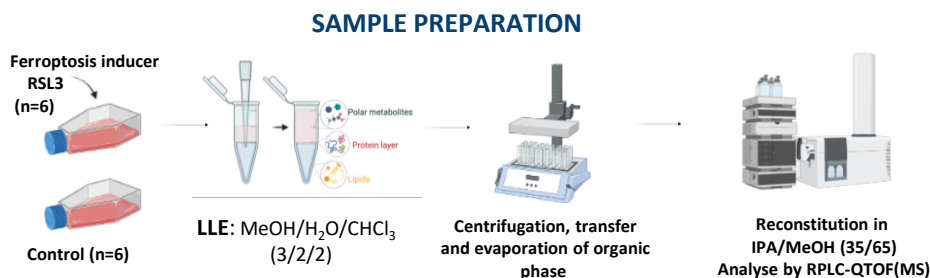 SAMPLE PREPARATION
Ferroptosis inducer
RSL3
(n=6)
Control (n=6)
Polar metabolites
Protein layer
Lipids
LLE: MeOH/H₂O/CHCl₃
(3/2/2)
Centrifugation, transfer
and evaporation of organic
phase
Reconstitution in
IPA/MeOH (35/65)
Analyse by RPLC-QTOF(MS)